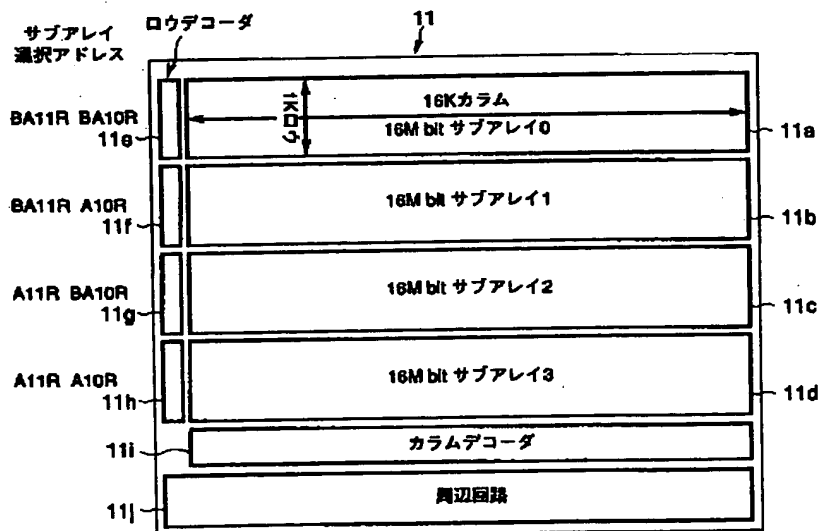 サブアレイ
選択アドレス
ロウデコーダ
11
BA11R BA10R
11e
1Kロウ
16Kカラム
16M bit サブアレイ0
11a
BA11R A10R
11f
16M bit サブアレイ1
11b
A11R BA10R
11g
16M bit サブアレイ2
11c
A11R A10R
11h
16M bit サブアレイ3
11d
11i
カラムデコーダ
11j
周辺回路